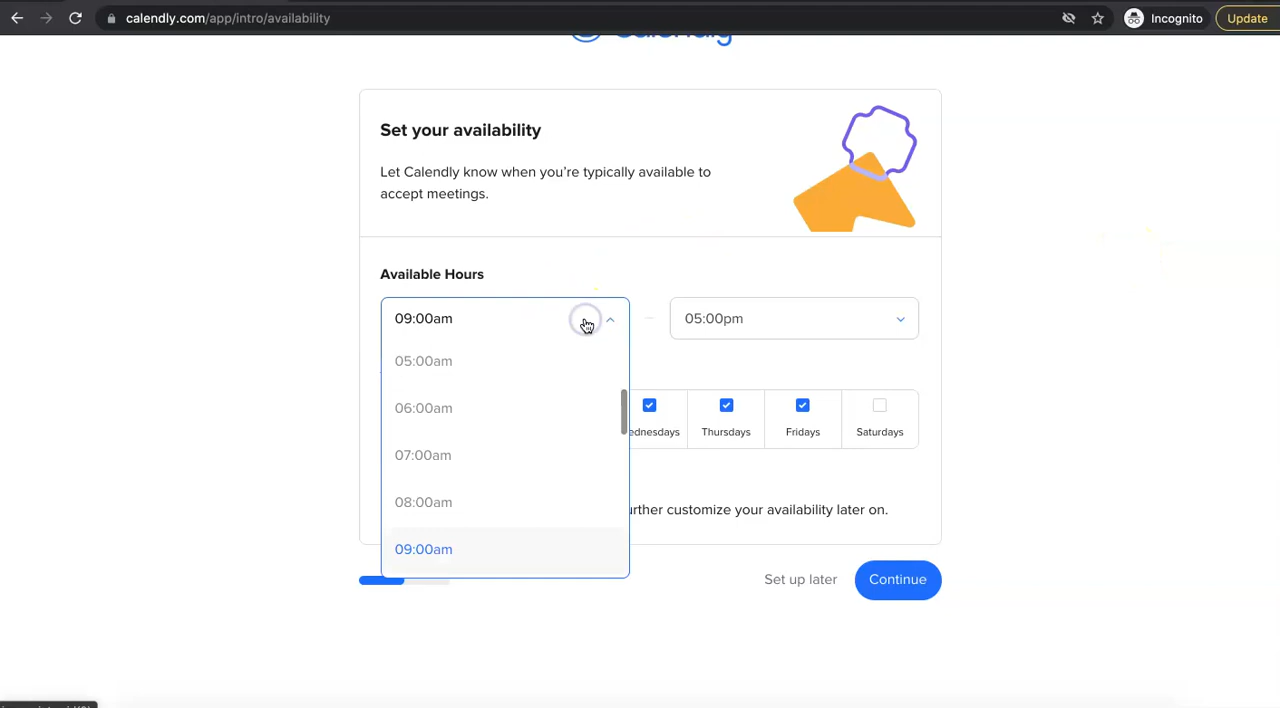 calendly.com/app/intro/availability
Incognito
Update
Set your availability
Let Calendly know when you're typically available to
accept meetings.
Available Hours
09:00am
05:00pm
05:00am
06:00am
07:00am
08:00am
09:00am
ednesdays
Thursdays
Fridays
Saturdays
urther customize your availability later on.
Set up later
Continue